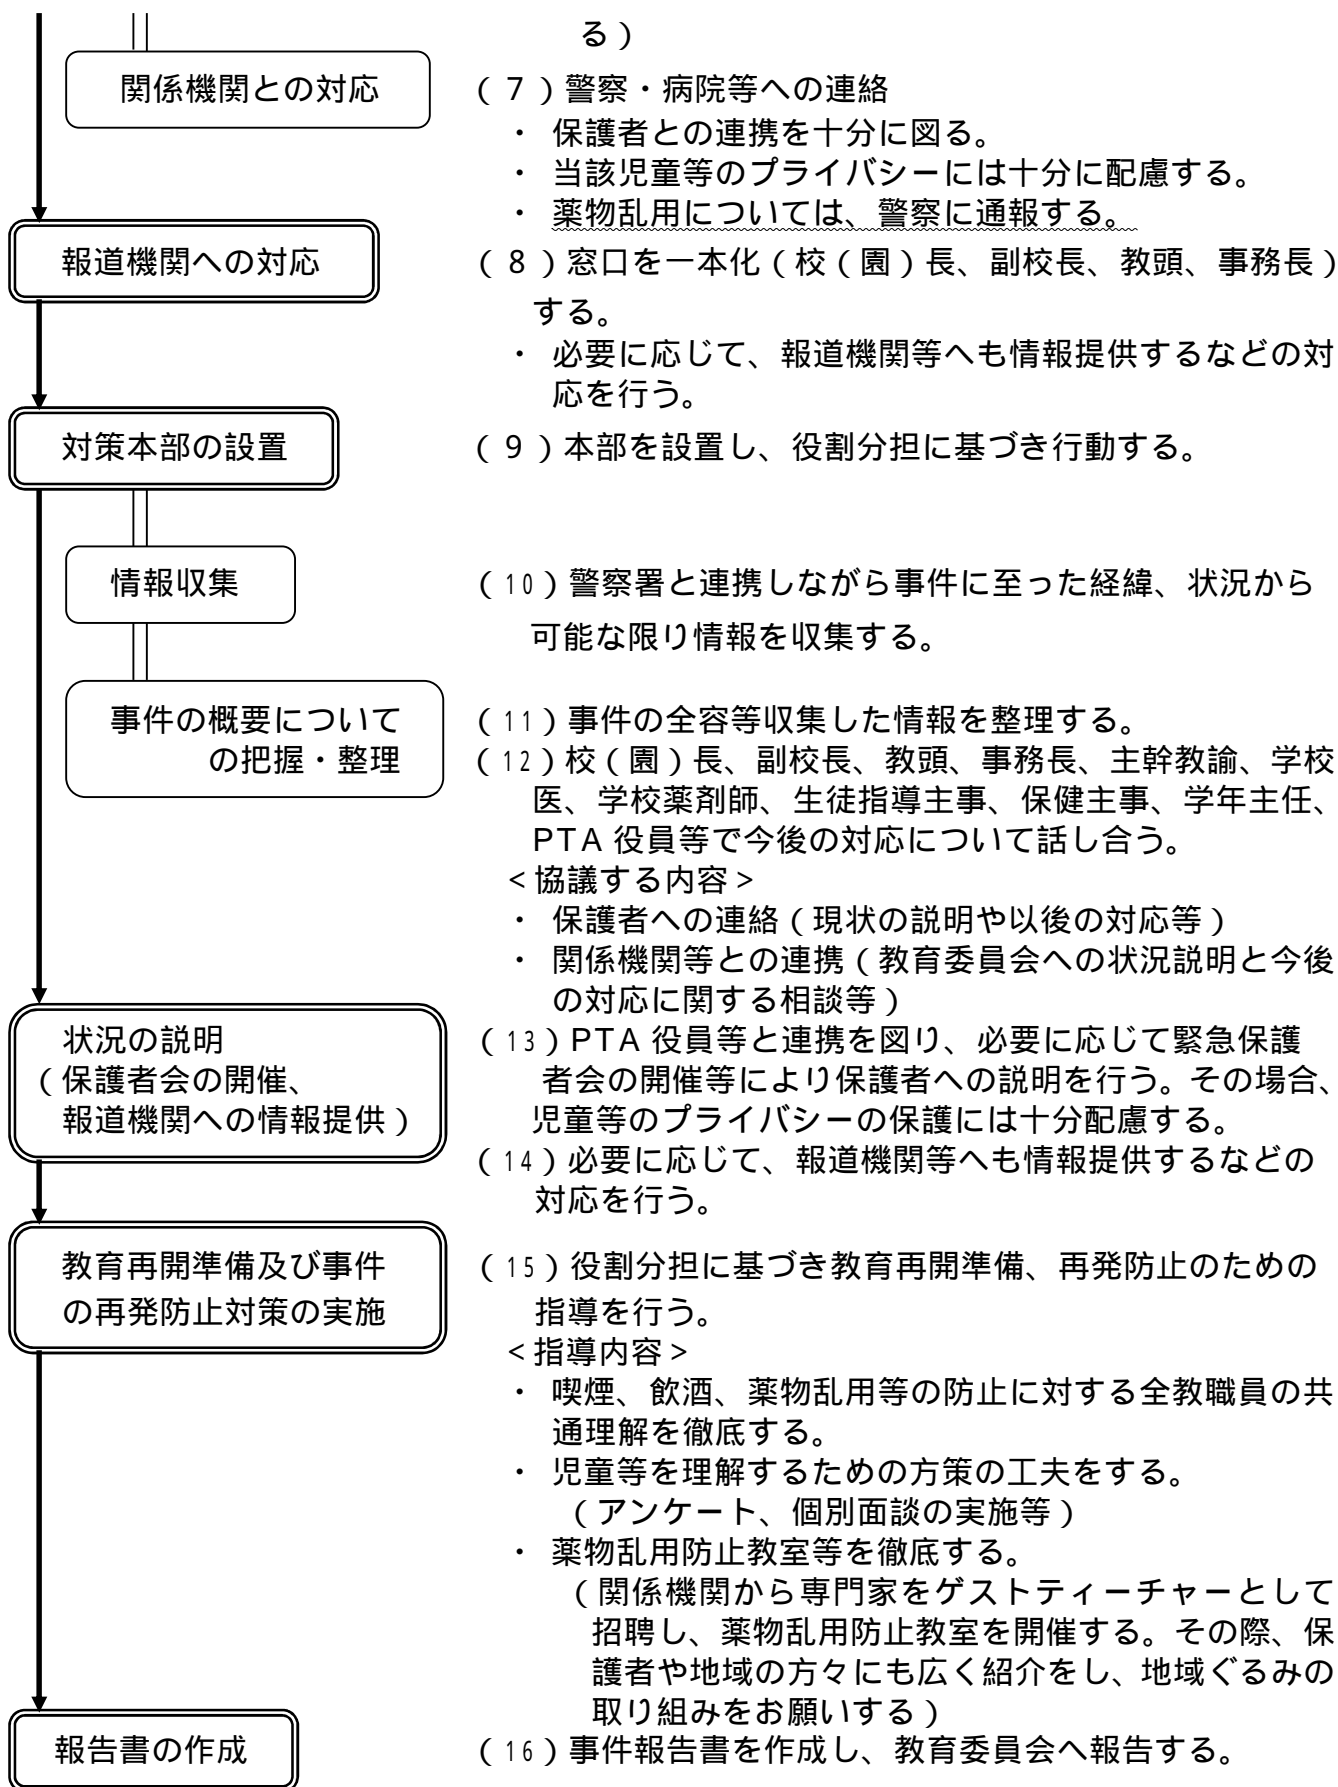 る）
関係機関との対応
（７）警察・病院等への連絡
・ 保護者との連携を十分に図る。
・ 当該児童等のプライバシーには十分に配慮する。
・ 薬物乱用については、警察に通報する。
報道機関への対応
（８）窓口を一本化（校（園）長、副校長、教頭、事務長）
する。
・ 必要に応じて、報道機関等へも情報提供するなどの対
応を行う。
対策本部の設置
（９）本部を設置し、役割分担に基づき行動する。
情報収集
（10）警察署と連携しながら事件に至った経緯、状況から
可能な限り情報を収集する。
事件の概要について
の把握・整理
（11）事件の全容等収集した情報を整理する。
（12）校（園）長、副校長、教頭、事務長、主幹教諭、学校
医、学校薬剤師、生徒指導主事、保健主事、学年主任、
PTA 役員等で今後の対応について話し合う。
＜協議する内容＞
・ 保護者への連絡（現状の説明や以後の対応等）
・ 関係機関等との連携（教育委員会への状況説明と今後
の対応に関する相談等）
状況の説明
（保護者会の開催、
報道機関への情報提供）
（13）PTA 役員等と連携を図り、必要に応じて緊急保護
者会の開催等により保護者への説明を行う。その場合、
児童等のプライバシーの保護には十分配慮する。
（14）必要に応じて、報道機関等へも情報提供するなどの
対応を行う。
教育再開準備及び事件
の再発防止対策の実施
（15）役割分担に基づき教育再開準備、再発防止のための
指導を行う。
＜指導内容＞
・ 喫煙、飲酒、薬物乱用等の防止に対する全教職員の共
通理解を徹底する。
・ 児童等を理解するための方策の工夫をする。
（アンケート、個別面談の実施等）
・ 薬物乱用防止教室等を徹底する。
（関係機関から専門家をゲストティーチャーとして
招聘し、薬物乱用防止教室を開催する。その際、保
護者や地域の方々にも広く紹介をし、地域ぐるみの
取り組みをお願いする）
報告書の作成
（16）事件報告書を作成し、教育委員会へ報告する。